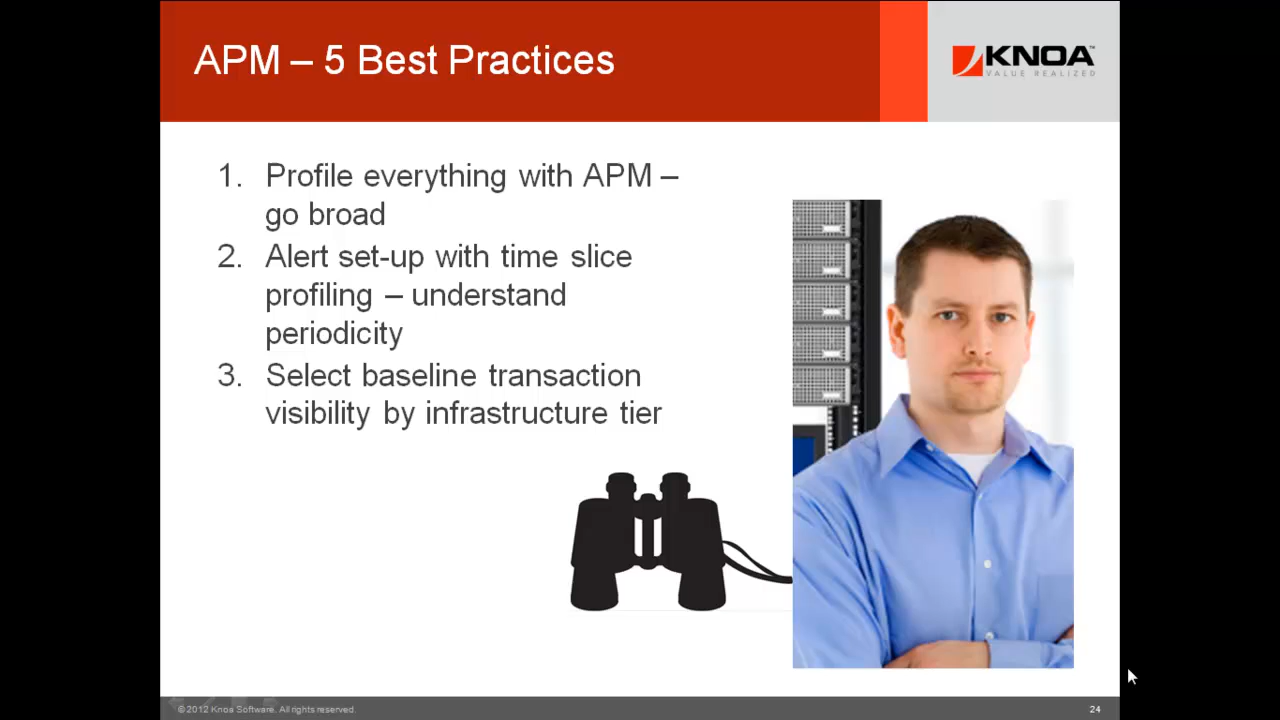 APM – 5 Best Practices
KNOA™
VALUE REALIZED
1. Profile everything with APM –
go broad
2. Alert set-up with time slice
profiling – understand
periodicity
3. Select baseline transaction
visibility by infrastructure tier
©2012 Knoa Software. All rights reserved.
24